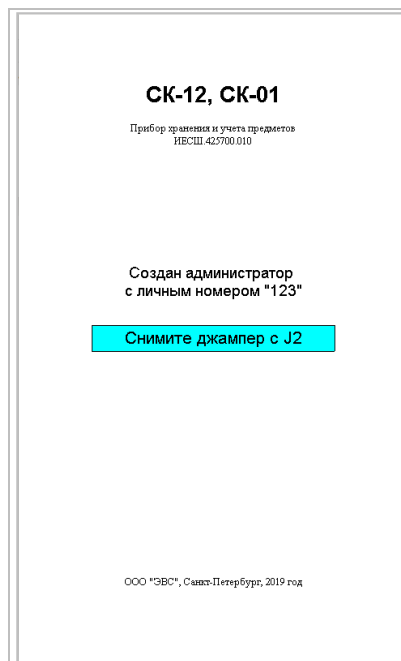 СК-12, СК-01
Прибор хранения и учета предметов
ИЕСШ.425700.010
Создан администратор
с личным номером "123"
Снимите джампер с J2
ООО "ЭВС", Санкт-Петербург, 2019 год